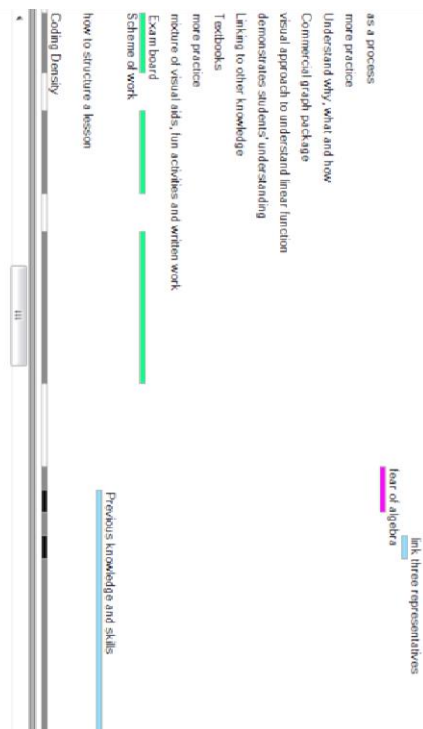 link three representatives
fear of algebra
as a process
more practice
Understand why, what and how
Commercial graph package
visual approach to understand linear function
demonstrates students' understanding
Linking to other knowledge
Textbooks
more practice
mixture of visual aids, fun activities and written work
Exam board
Scheme of work
Previous knowledge and skills
how to structure a lesson
Coding Density